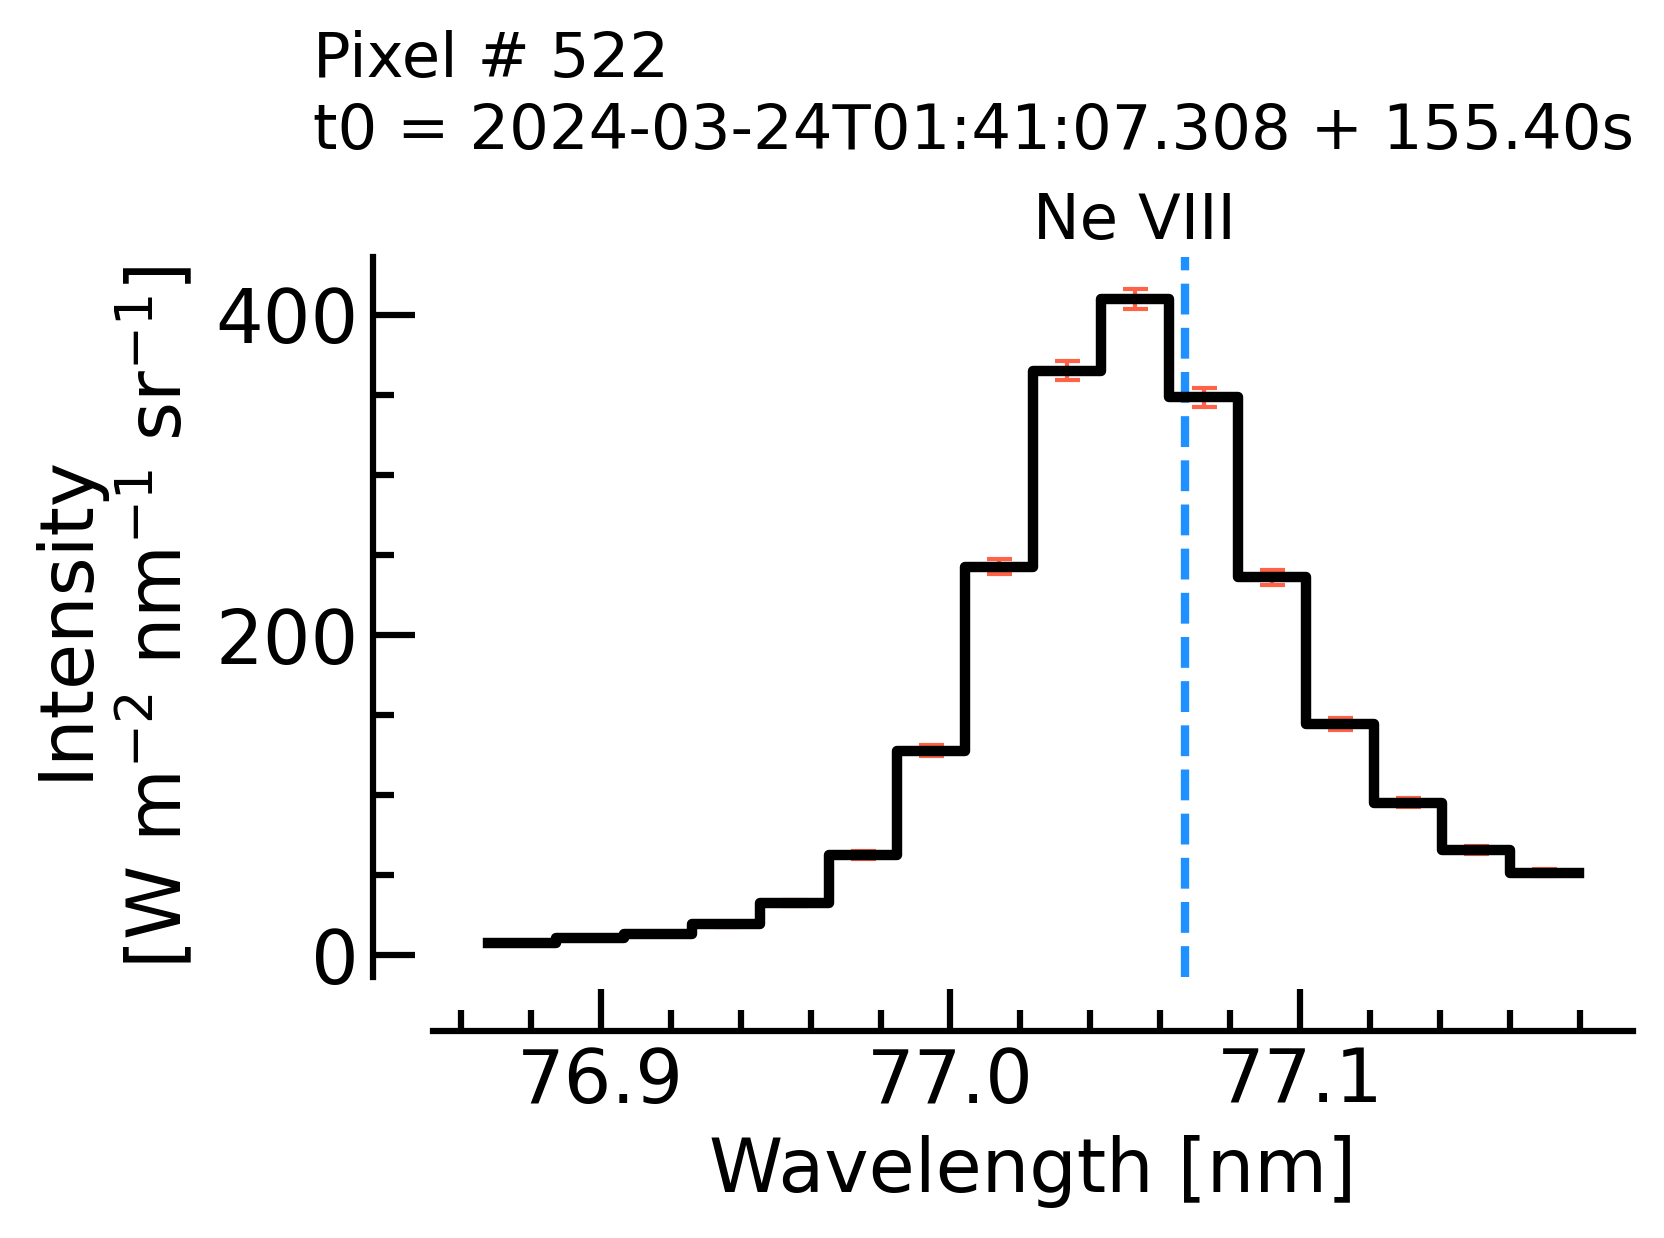 Pixel # 522
t0 = 2024-03-24T01:41:07.308 + 155.40s
Ne VIII
Intensity
[W m⁻² nm⁻¹ sr⁻¹]
400
200
0
76.9 77.0 77.1
Wavelength [nm]